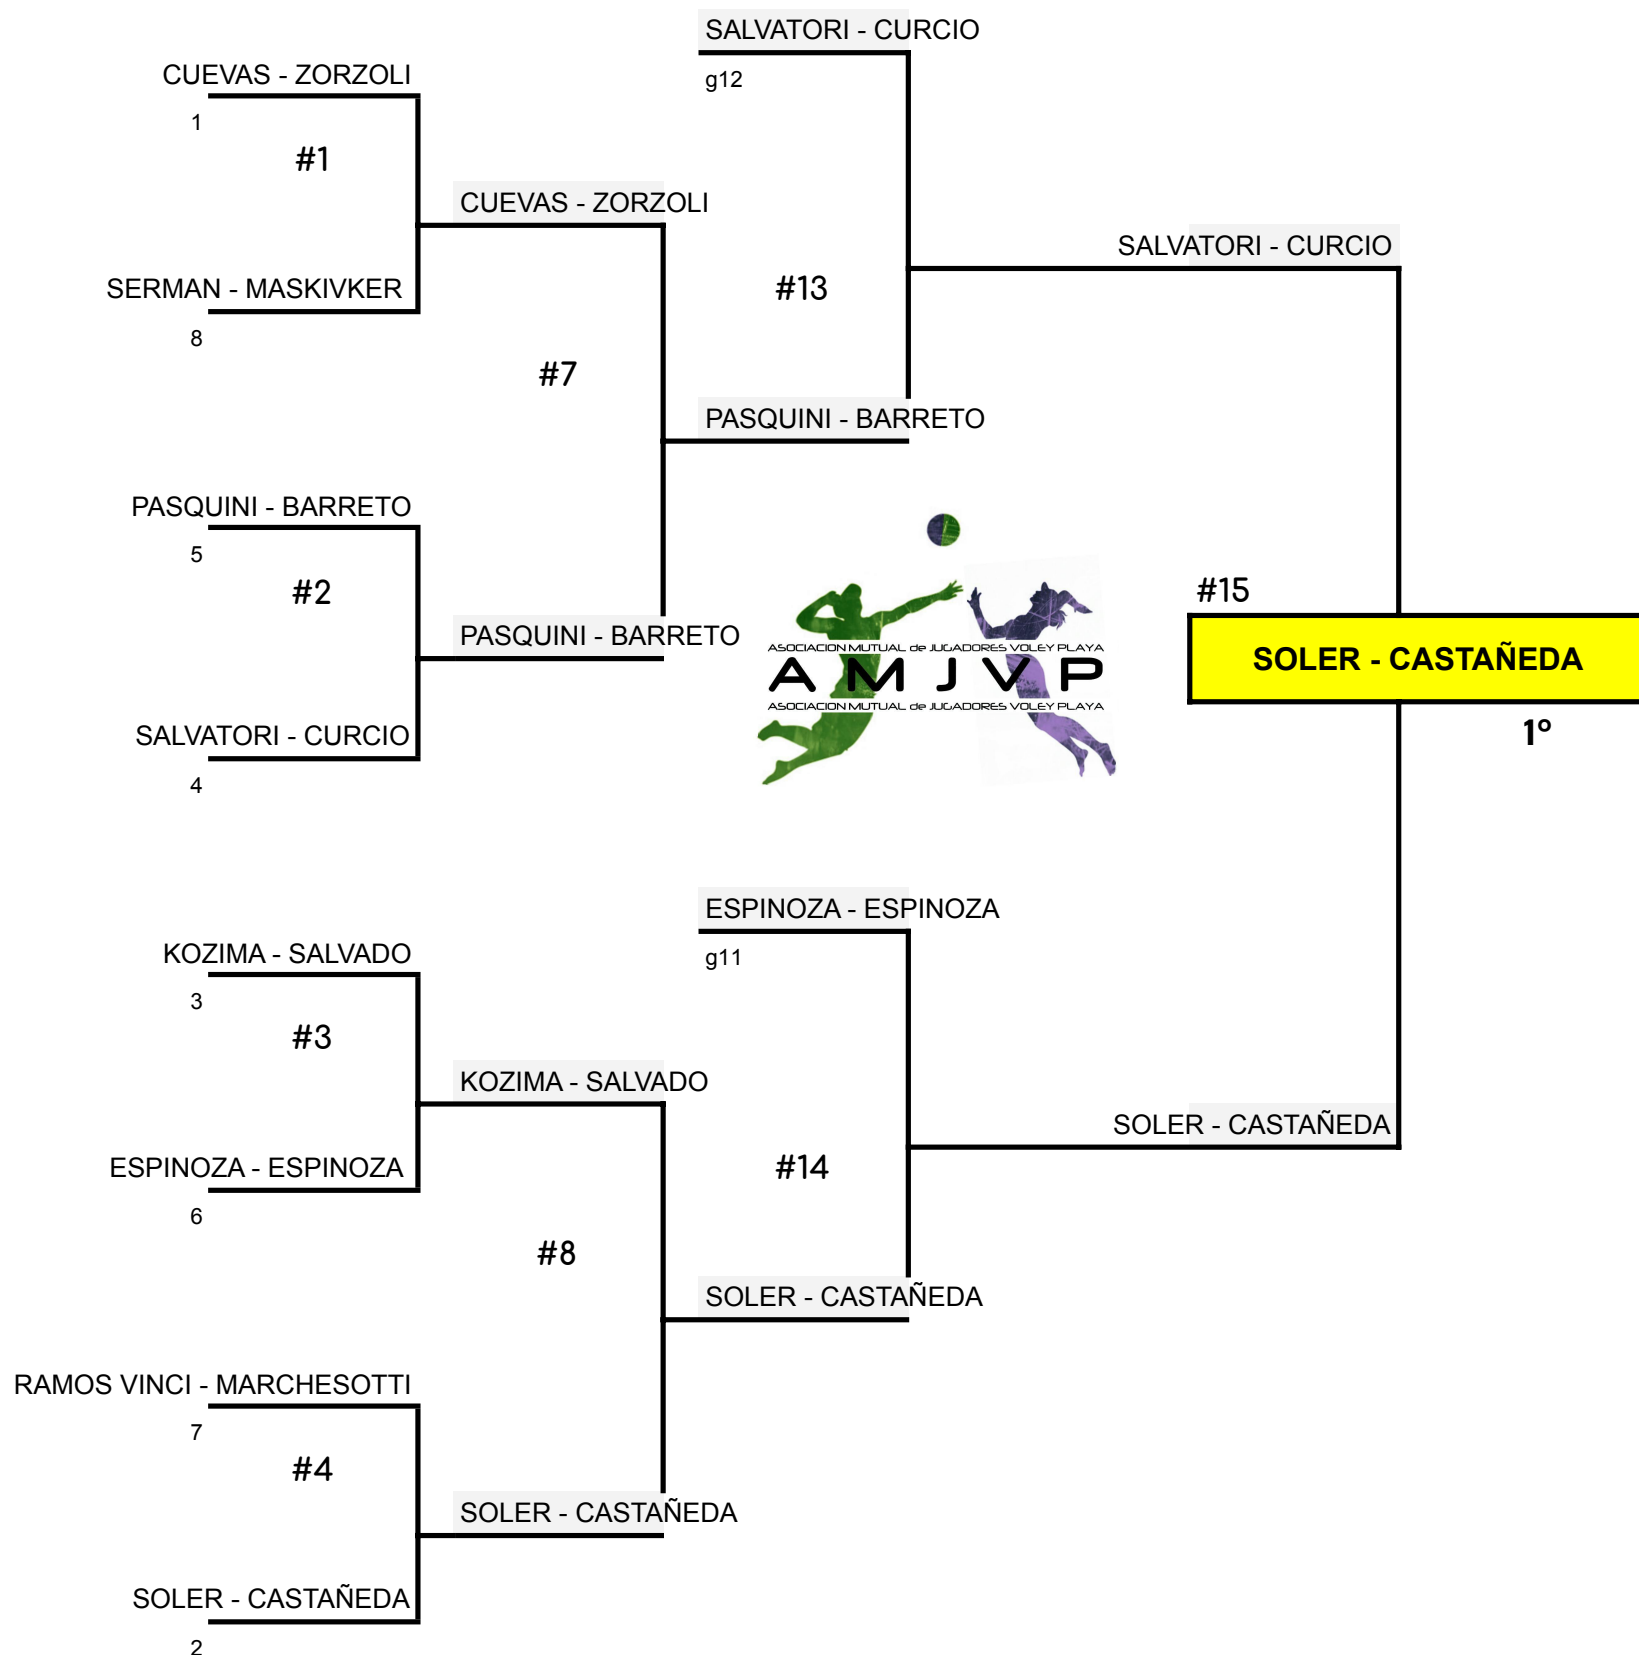 SALVATORI - CURCIO
g12
CUEVAS - ZORZOLI
1
#1
CUEVAS - ZORZOLI
SALVATORI - CURCIO
SERMAN - MASKIVKER
#13
8
#7
PASQUINI - BARRETO
PASQUINI - BARRETO
5
#2
#15
PASQUINI - BARRETO
ASOCIACION MUTUAL de JUGADORES VOLEY PLAYA
AMJVP
ASOCIACION MUTUAL de JUGADORES VOLEY PLAYA
SOLER - CASTAÑEDA
1°
SALVATORI - CURCIO
4
ESPINOZA - ESPINOZA
g11
KOZIMA - SALVADO
3
#3
KOZIMA - SALVADO
SOLER - CASTAÑEDA
ESPINOZA - ESPINOZA
#14
6
#8
SOLER - CASTAÑEDA
RAMOS VINCI - MARCHESOTTI
7
#4
SOLER - CASTAÑEDA
SOLER - CASTAÑEDA
2